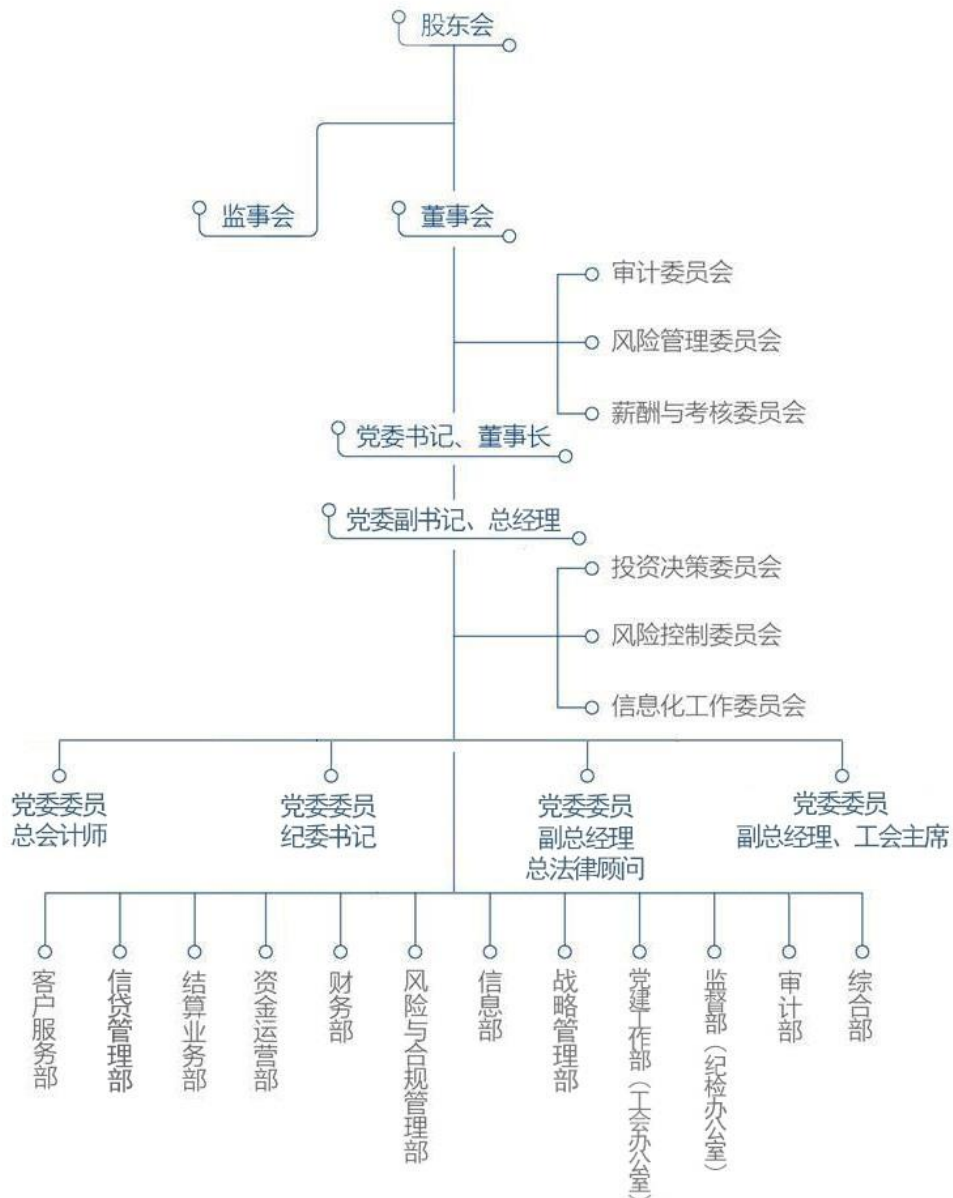 股东会
监事会
董事会
审计委员会
风险管理委员会
薪酬与考核委员会
党委书记、董事长
党委副书记、总经理
投资决策委员会
风险控制委员会
信息化工作委员会
党委委员
总会计师
党委委员
纪委书记
党委委员
副总经理
总法律顾问
党委委员
副总经理、工会主席
客户服务部
信贷管理部
结算业务部
资金运营部
财务部
风险与合规管理部
信息部
战略管理部
党建工作部（工会办公室）
监督部（纪检办公室）
审计部
综合部